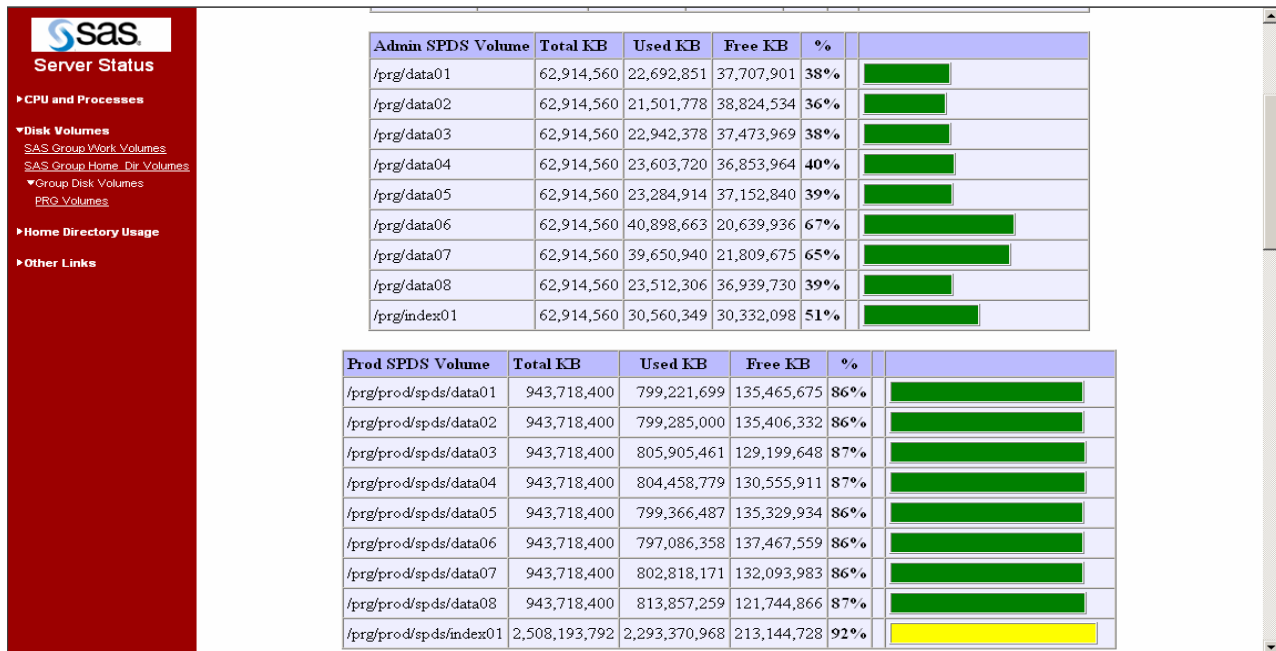 sas.
Server Status
CPU and Processes
Disk Volumes
SAS Group Work Volumes
SAS Group Home Dir Volumes
Group Disk Volumes
PRG Volumes
Home Directory Usage
Other Links
Admin SPDS Volume Total KB Used KB Free KB %
/prg/data01 62,914,560 22,692,851 37,707,901 38%
/prg/data02 62,914,560 21,501,778 38,824,534 36%
/prg/data03 62,914,560 22,942,378 37,473,969 38%
/prg/data04 62,914,560 23,603,720 36,853,964 40%
/prg/data05 62,914,560 23,284,914 37,152,840 39%
/prg/data06 62,914,560 40,898,663 20,639,936 67%
/prg/data07 62,914,560 39,650,940 21,809,675 65%
/prg/data08 62,914,560 23,512,306 36,939,730 39%
/prg/index01 62,914,560 30,560,349 30,332,098 51%
Prod SPDS Volume Total KB Used KB Free KB %
/prg/prod/spds/data01 943,718,400 799,221,699 135,465,675 86%
/prg/prod/spds/data02 943,718,400 799,285,000 135,406,332 86%
/prg/prod/spds/data03 943,718,400 805,905,461 129,199,648 87%
/prg/prod/spds/data04 943,718,400 804,458,779 130,555,911 87%
/prg/prod/spds/data05 943,718,400 799,366,487 135,329,934 86%
/prg/prod/spds/data06 943,718,400 797,086,358 137,467,559 86%
/prg/prod/spds/data07 943,718,400 802,818,171 132,093,983 86%
/prg/prod/spds/data08 943,718,400 813,857,259 121,744,866 87%
/prg/prod/spds/index01 2,508,193,792 2,293,370,968 213,144,728 92%